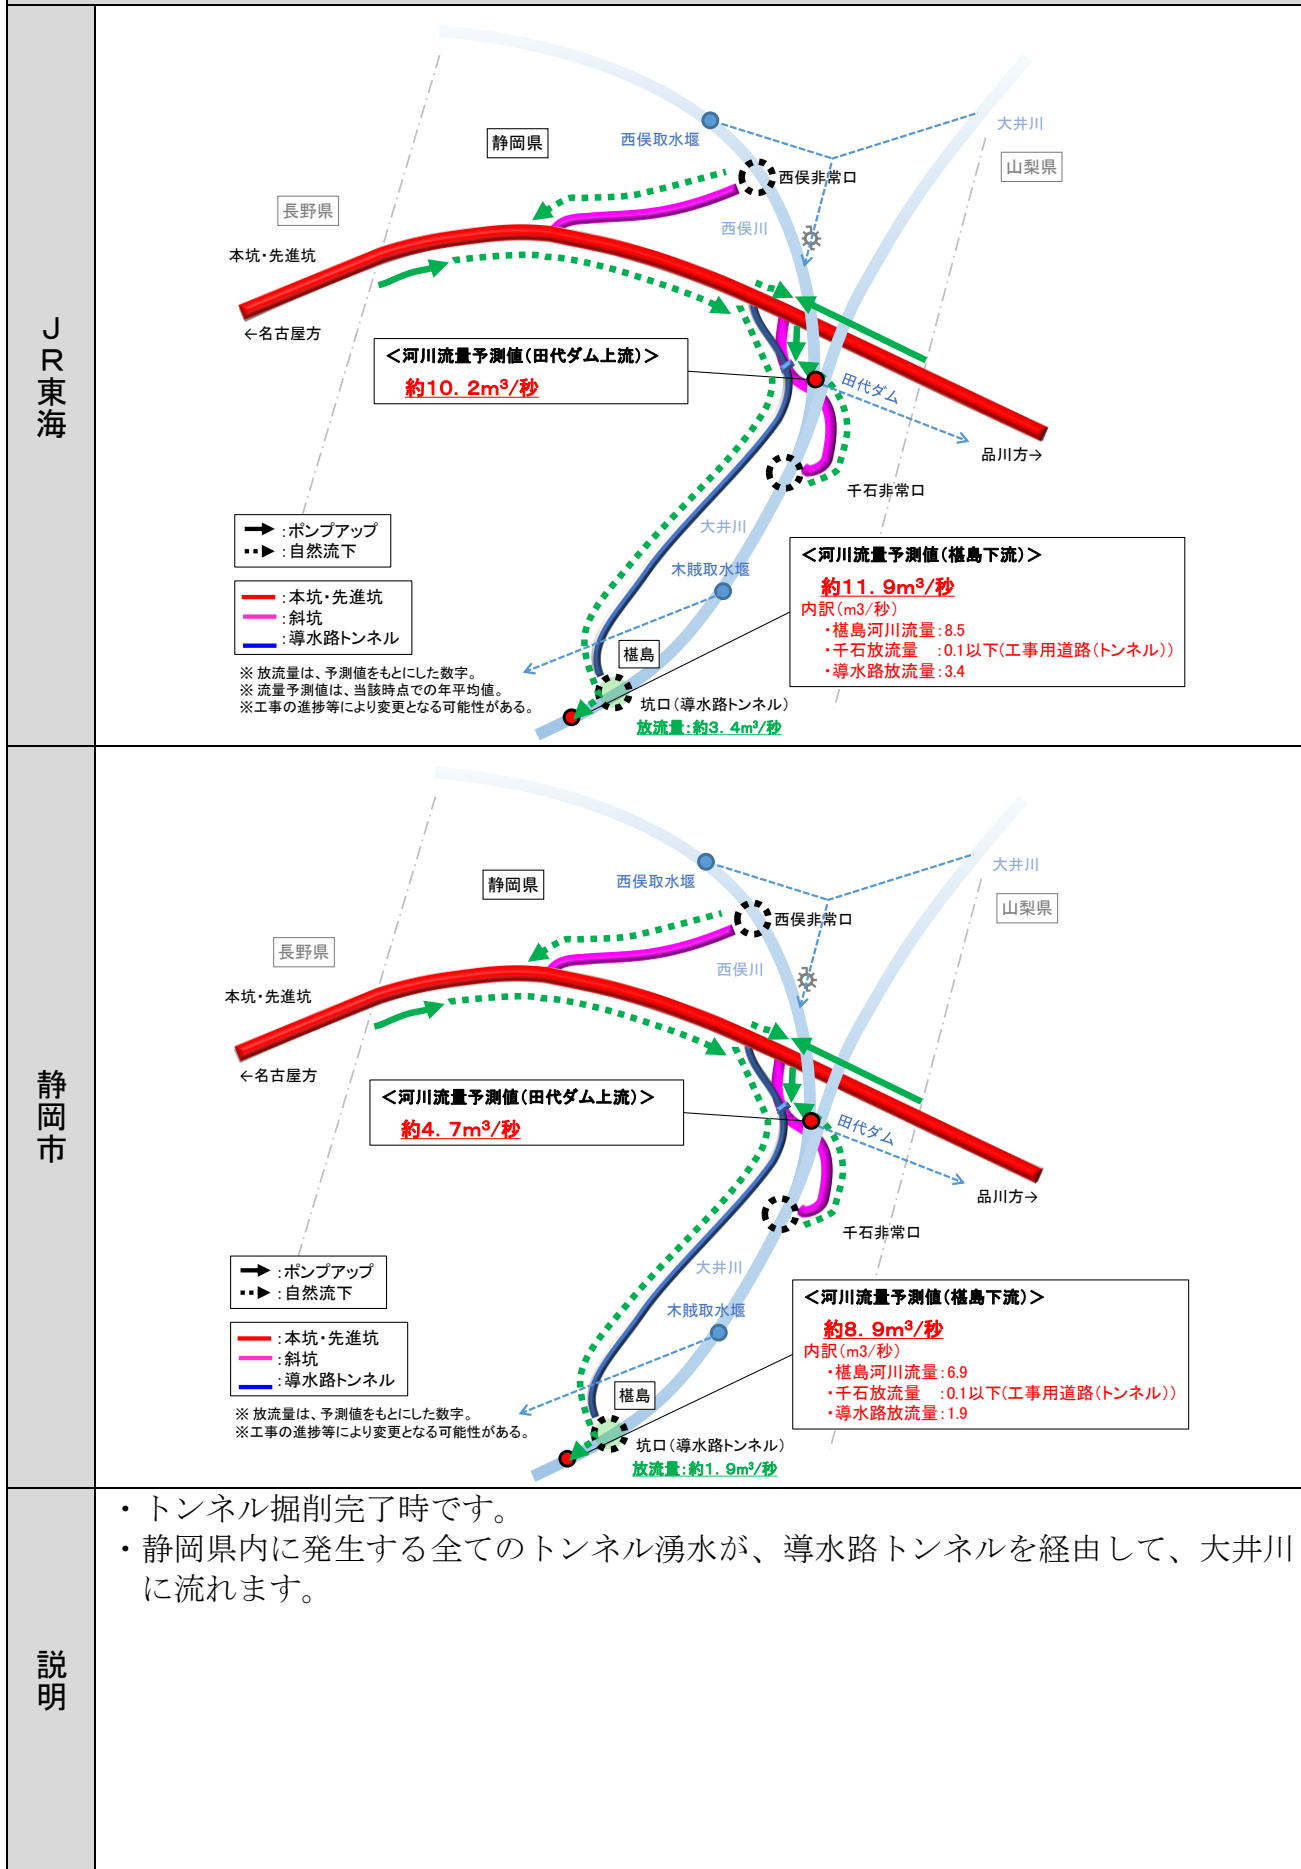 JR東海
大井川
西俣取水堰
静岡県
山梨県
西俣非常口
長野県
西俣川
本坑・先進坑
←名古屋方
＜河川流量予測値(田代ダム上流)＞
約10．2m³/秒
田代ダム
品川方→
千石非常口
:ポンプアップ
:自然流下
大井川
＜河川流量予測値(椹島下流)＞
約11．9m³/秒
内訳(m3/秒)
・椹島河川流量:8.5
・千石放流量　:0.1以下(工事用道路(トンネル))
・導水路放流量:3.4
木賊取水堰
:本坑・先進坑
:斜坑
:導水路トンネル
椹島
※ 放流量は、予測値をもとにした数字。
※ 流量予測値は、当該時点での年平均値。
※工事の進捗等により変更となる可能性がある。
坑口(導水路トンネル)
放流量:約3．4m³/秒
静岡市
大井川
西俣取水堰
静岡県
山梨県
西俣非常口
長野県
西俣川
本坑・先進坑
←名古屋方
＜河川流量予測値(田代ダム上流)＞
約4．7m³/秒
田代ダム
品川方→
千石非常口
:ポンプアップ
:自然流下
大井川
＜河川流量予測値(椹島下流)＞
約8．9m³/秒
内訳(m3/秒)
・椹島河川流量:6.9
・千石放流量　:0.1以下(工事用道路(トンネル))
・導水路放流量:1.9
木賊取水堰
:本坑・先進坑
:斜坑
:導水路トンネル
椹島
※ 放流量は、予測値をもとにした数字。
※工事の進捗等により変更となる可能性がある。
坑口(導水路トンネル)
放流量:約1．9m³/秒
説明
・トンネル掘削完了時です。
・静岡県内に発生する全てのトンネル湧水が、導水路トンネルを経由して、大井川
に流れます。